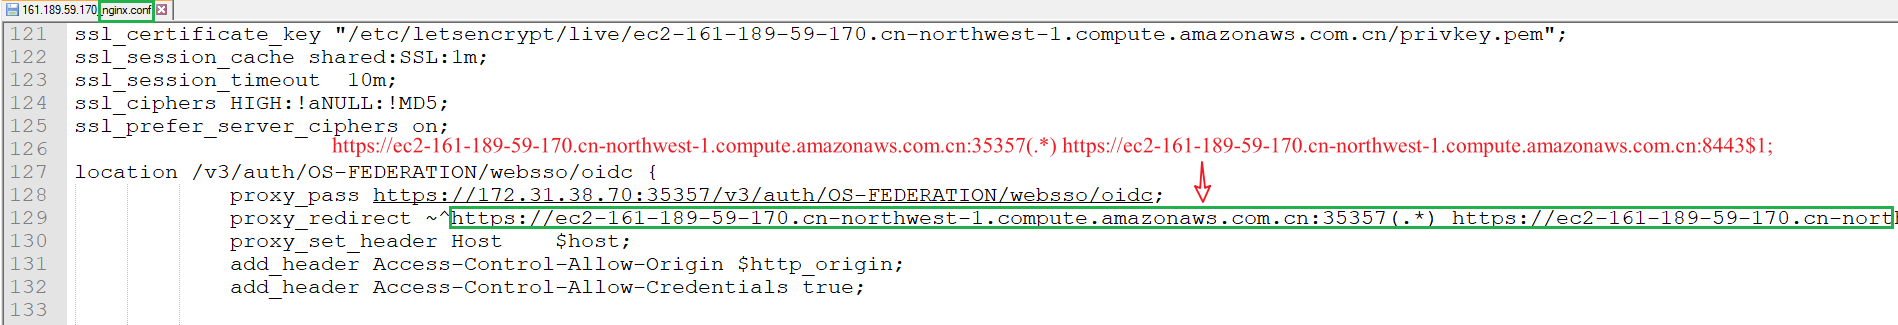 161.189.59.170_nginx.conf
121 ssl_certificate_key "/etc/letsencrypt/live/ec2-161-189-59-170.cn-northwest-1.compute.amazonaws.com.cn/privkey.pem";
122 ssl_session_cache shared:SSL:1m;
123 ssl_session_timeout  10m;
124 ssl_ciphers HIGH:!aNULL:!MD5;
125 ssl_prefer_server_ciphers on;
https://ec2-161-189-59-170.cn-northwest-1.compute.amazonaws.com.cn:35357(.*) https://ec2-161-189-59-170.cn-northwest-1.compute.amazonaws.com.cn:8443$1;
126
127 location /v3/auth/OS-FEDERATION/websso/oidc {
128 proxy_pass https://172.31.38.70:35357/v3/auth/OS-FEDERATION/websso/oidc;
129 proxy_redirect ~^https://ec2-161-189-59-170.cn-northwest-1.compute.amazonaws.com.cn:35357(.*) https://ec2-161-189-59-170.cn-nort
130 proxy_set_header Host    $host;
131 add_header Access-Control-Allow-Origin $http_origin;
132 add_header Access-Control-Allow-Credentials true;
133